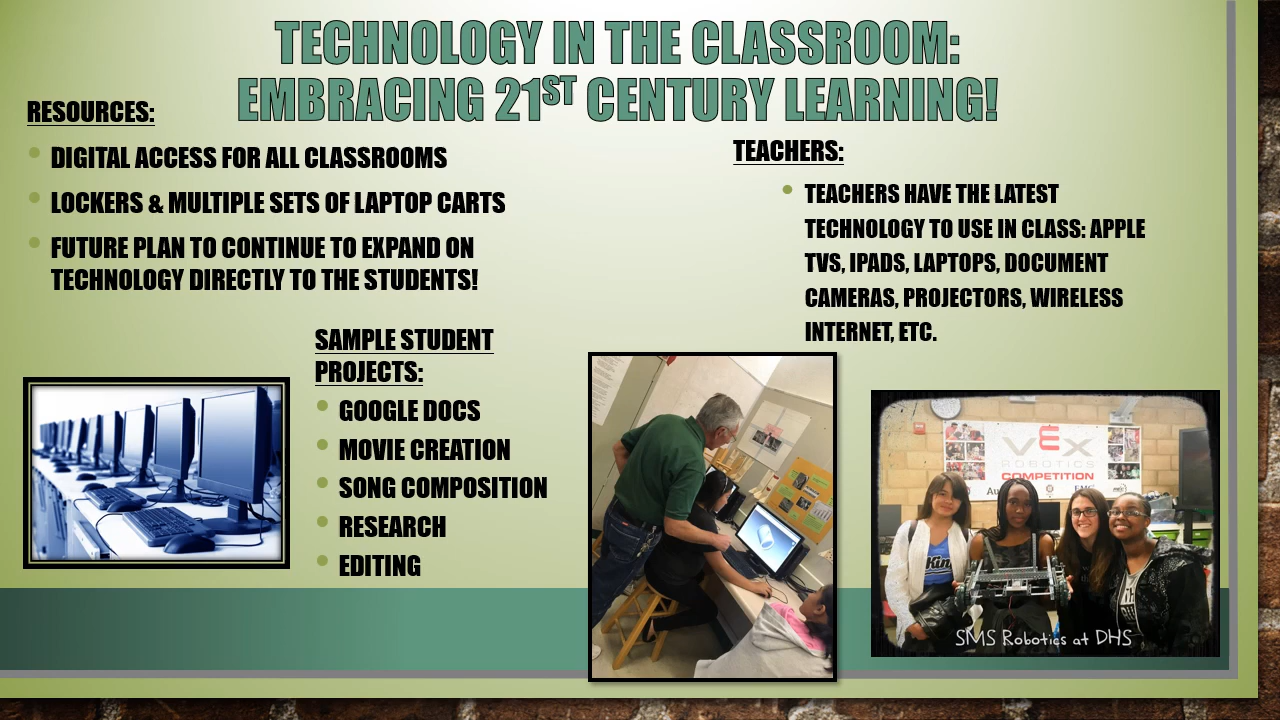 TECHNOLOGY IN THE CLASSROOM:
EMBRACING 21ST CENTURY LEARNING!
RESOURCES:
• DIGITAL ACCESS FOR ALL CLASSROOMS
• LOCKERS & MULTIPLE SETS OF LAPTOP CARTS
• FUTURE PLAN TO CONTINUE TO EXPAND ON
TECHNOLOGY DIRECTLY TO THE STUDENTS!
TEACHERS:
• TEACHERS HAVE THE LATEST
TECHNOLOGY TO USE IN CLASS: APPLE
TVS, IPADS, LAPTOPS, DOCUMENT
CAMERAS, PROJECTORS, WIRELESS
INTERNET, ETC.
SAMPLE STUDENT
PROJECTS:
• GOOGLE DOCS
• MOVIE CREATION
• SONG COMPOSITION
• RESEARCH
• EDITING
VEX
ROBOTICS
COMPETITION
SMS Robotics at DHS